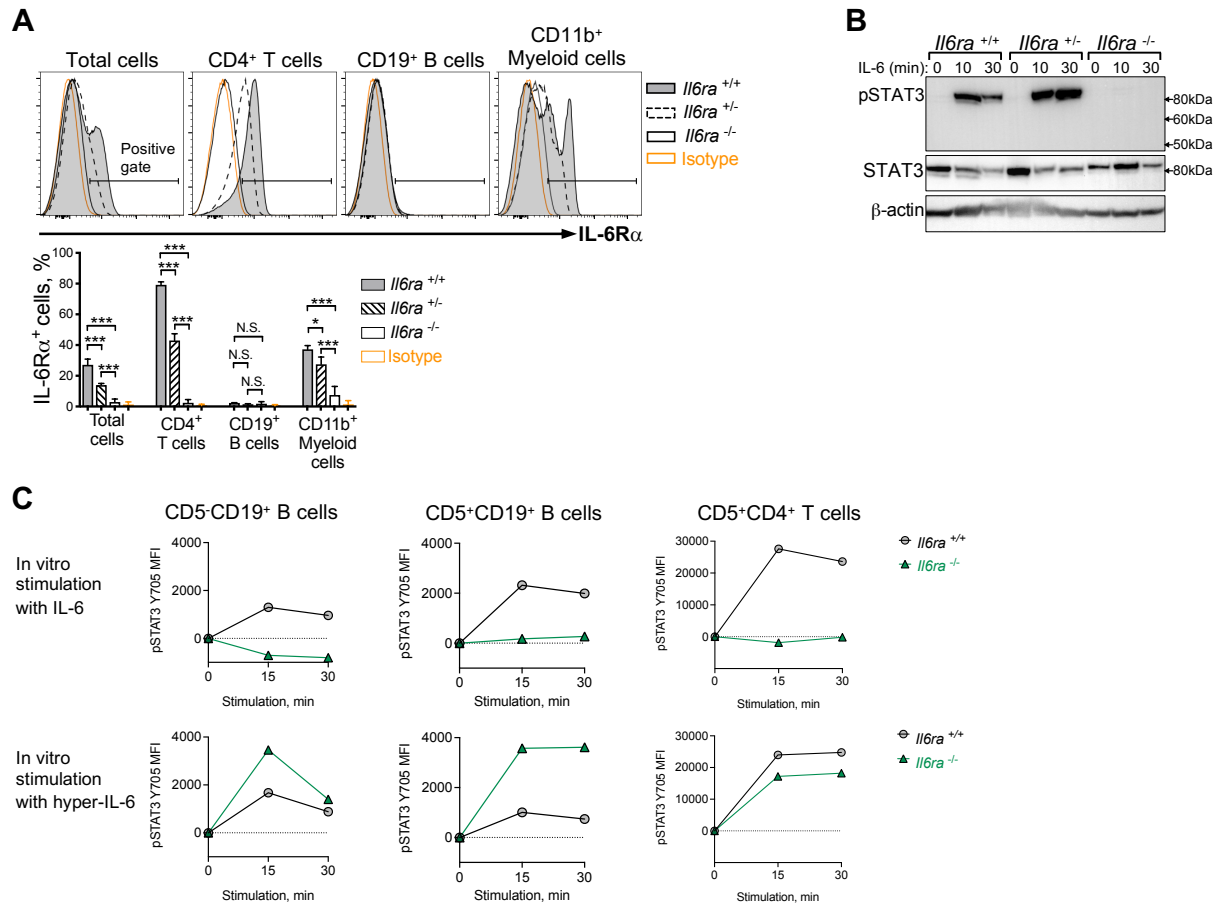 A
Total cells
CD4+ T cells
CD19+ B cells
CD11b+
Myeloid cells
Positive
gate
Il6ra +/+
Il6ra +/-
Il6ra -/-
Isotype
IL-6Rα
IL-6Rα+ cells, %
100
80
60
40
20
0
***
***
***
***
***
***
N.S.
N.S.
N.S.
***
*
***
Total
cells
CD4+
T cells
CD19+
B cells
CD11b+
Myeloid
cells
Il6ra +/+
Il6ra +/-
Il6ra -/-
Isotype
B
Il6ra +/+ Il6ra +/- Il6ra -/-
IL-6 (min): 0 10 30 0 10 30 0 10 30
pSTAT3
80kDa
60kDa
50kDa
STAT3
80kDa
β-actin
C
CD5-CD19+ B cells
CD5+CD19+ B cells
CD5+CD4+ T cells
In vitro
stimulation
with IL-6
pSTAT3 Y705 MFI
4000
2000
0
0 15 30
Stimulation, min
pSTAT3 Y705 MFI
4000
2000
0
0 15 30
Stimulation, min
pSTAT3 Y705 MFI
30000
20000
10000
0
10000
0 15 30
Stimulation, min
Il6ra +/+
Il6ra -/-
In vitro
stimulation
with hyper-IL-6
pSTAT3 Y705 MFI
4000
2000
0
0 15 30
Stimulation, min
pSTAT3 Y705 MFI
4000
2000
0
0 15 30
Stimulation, min
pSTAT3 Y705 MFI
30000
20000
10000
0
0 15 30
Stimulation, min
Il6ra +/+
Il6ra -/-